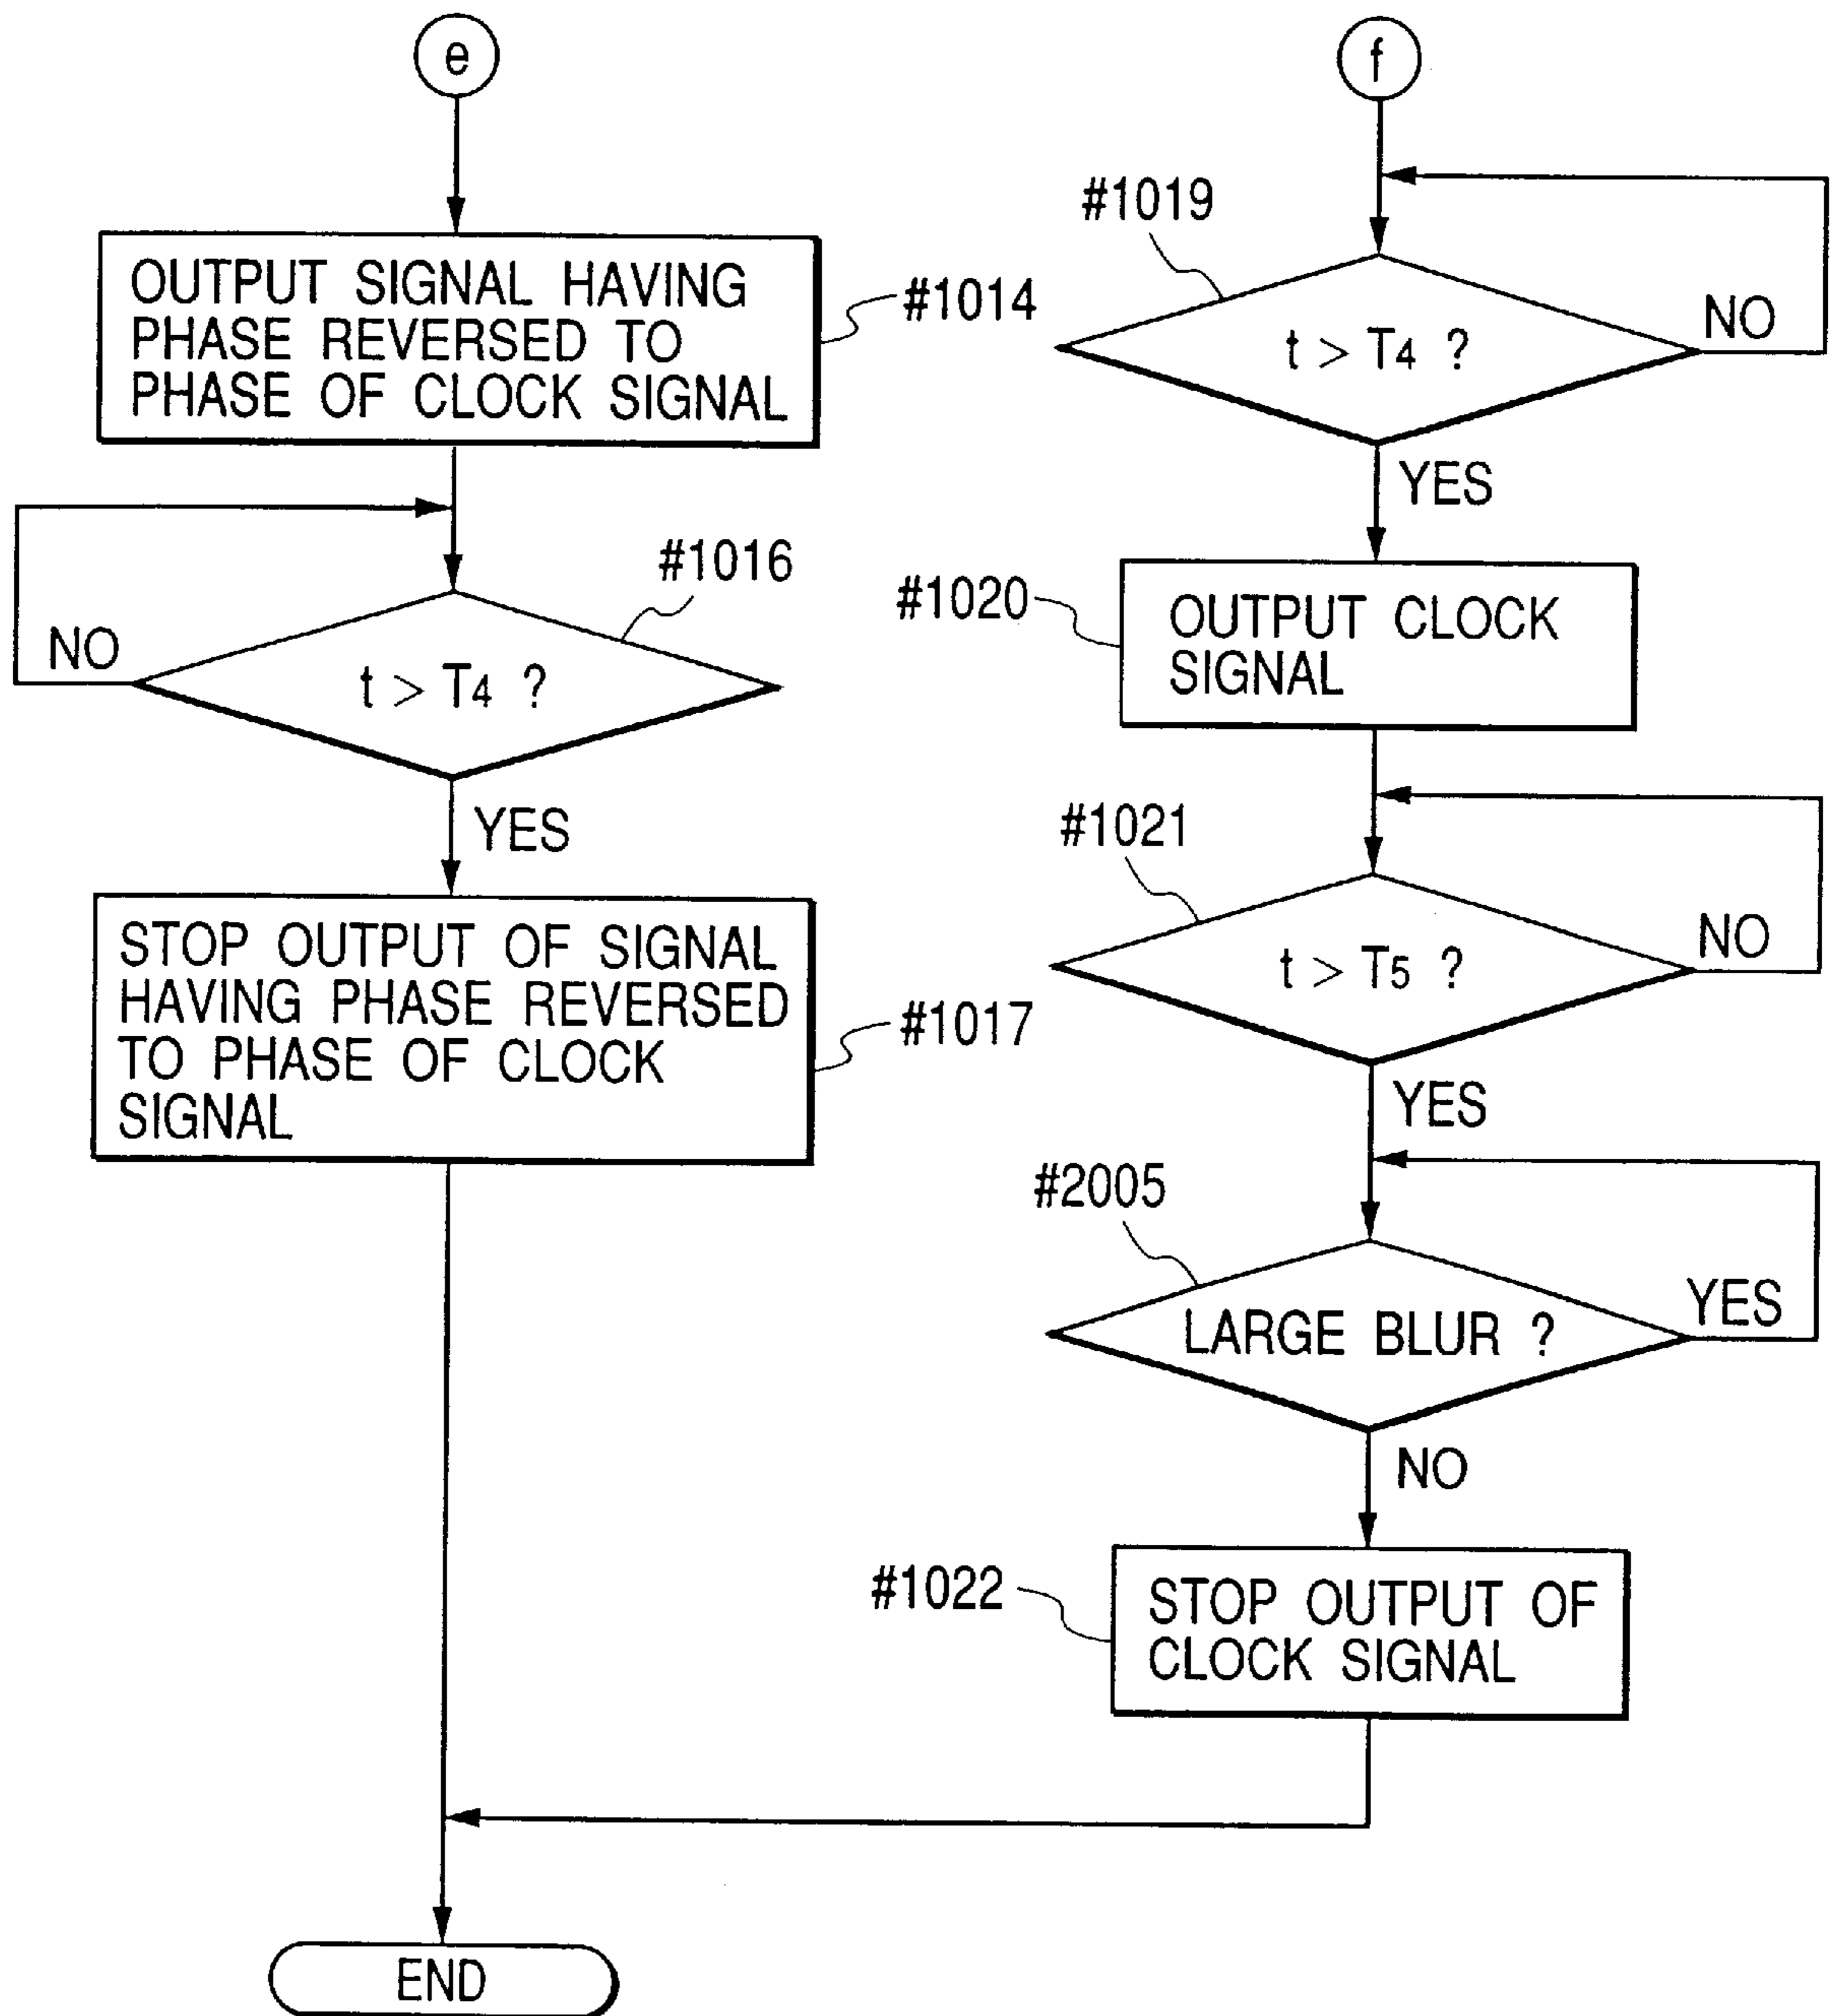 e
OUTPUT SIGNAL HAVING
PHASE REVERSED TO
PHASE OF CLOCK SIGNAL
#1014
#1016
NO
t > T4 ?
YES
STOP OUTPUT OF SIGNAL
HAVING PHASE REVERSED
TO PHASE OF CLOCK
SIGNAL
#1017
f
#1019
t > T4 ?
NO
YES
#1020
OUTPUT CLOCK
SIGNAL
#1021
t > T5 ?
NO
YES
#2005
LARGE BLUR ?
YES
NO
#1022
STOP OUTPUT OF
CLOCK SIGNAL
END